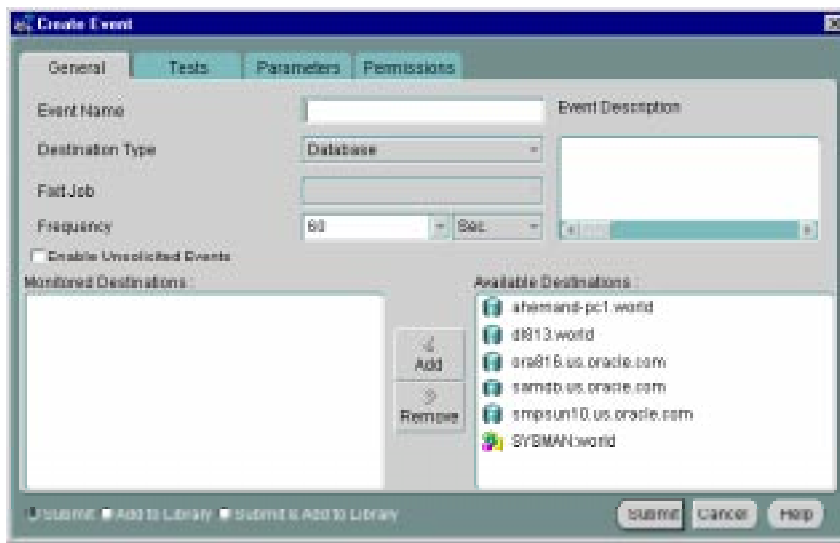 Create Event
General Tests Parameters Permissions
Event Name
Event Description
Destination Type Database
Fixit Job
Frequency 60 Sec
Enable Unsolicited Events
Monitored Destinations :
Available Destinations :
ahernand-pc1.world
dl813.world
ora816.us.oracle.com
samdb.us.oracle.com
smpsun10.us.oracle.com
SYSMAN:world
Add
Remove
Submit Add to Library Submit & Add to Library
Submit Cancel Help